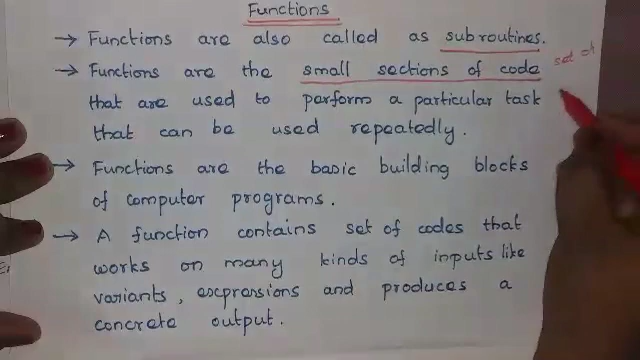 Functions
→ Functions are also called as subroutines.
→ Functions are the small sections of code set of
that are used to perform a particular task
that can be used repeatedly.
→ Functions are the basic building blocks
of computer programs.
→ A function contains set of codes that
works on many kinds of inputs like
variants, expressions and produces a
concrete output.